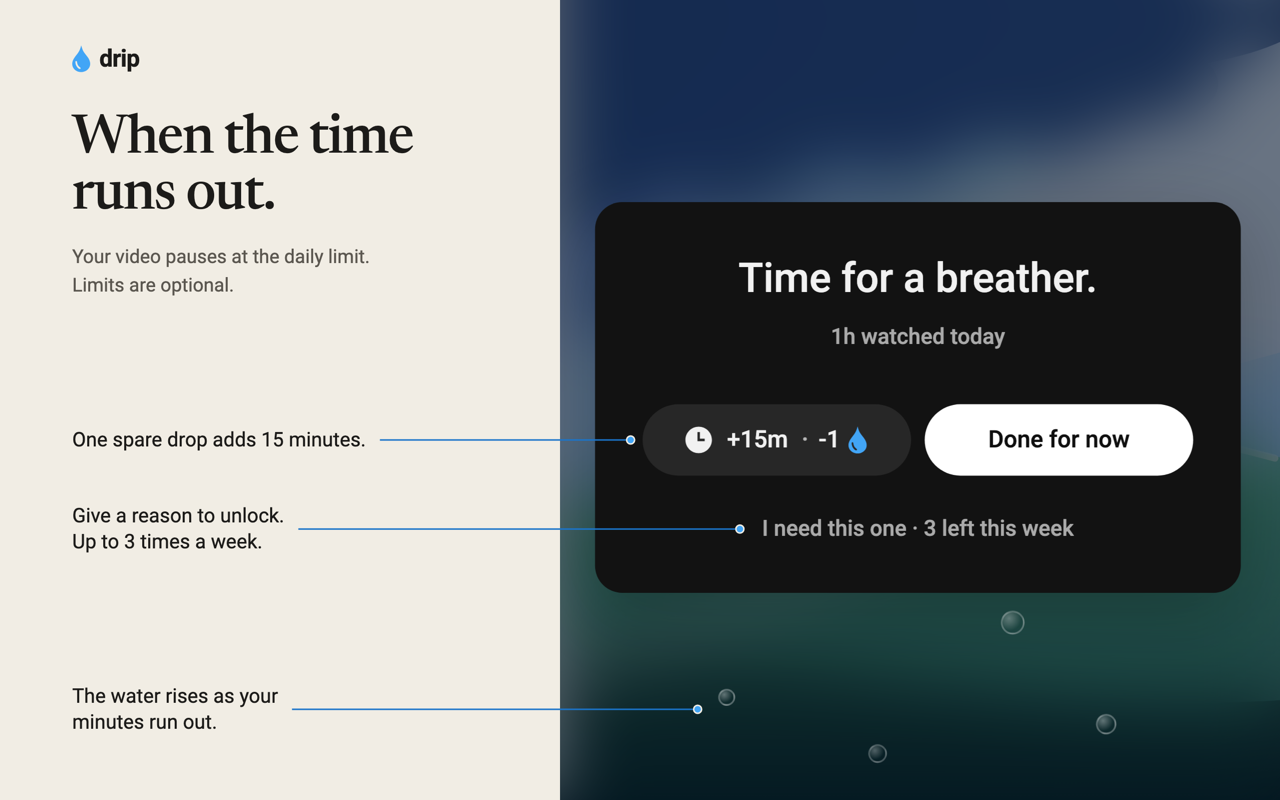 drip
When the time
runs out.
Your video pauses at the daily limit.
Limits are optional.
One spare drop adds 15 minutes.
Give a reason to unlock.
Up to 3 times a week.
The water rises as your
minutes run out.
Time for a breather.
1h watched today
+15m · -1
Done for now
I need this one · 3 left this week